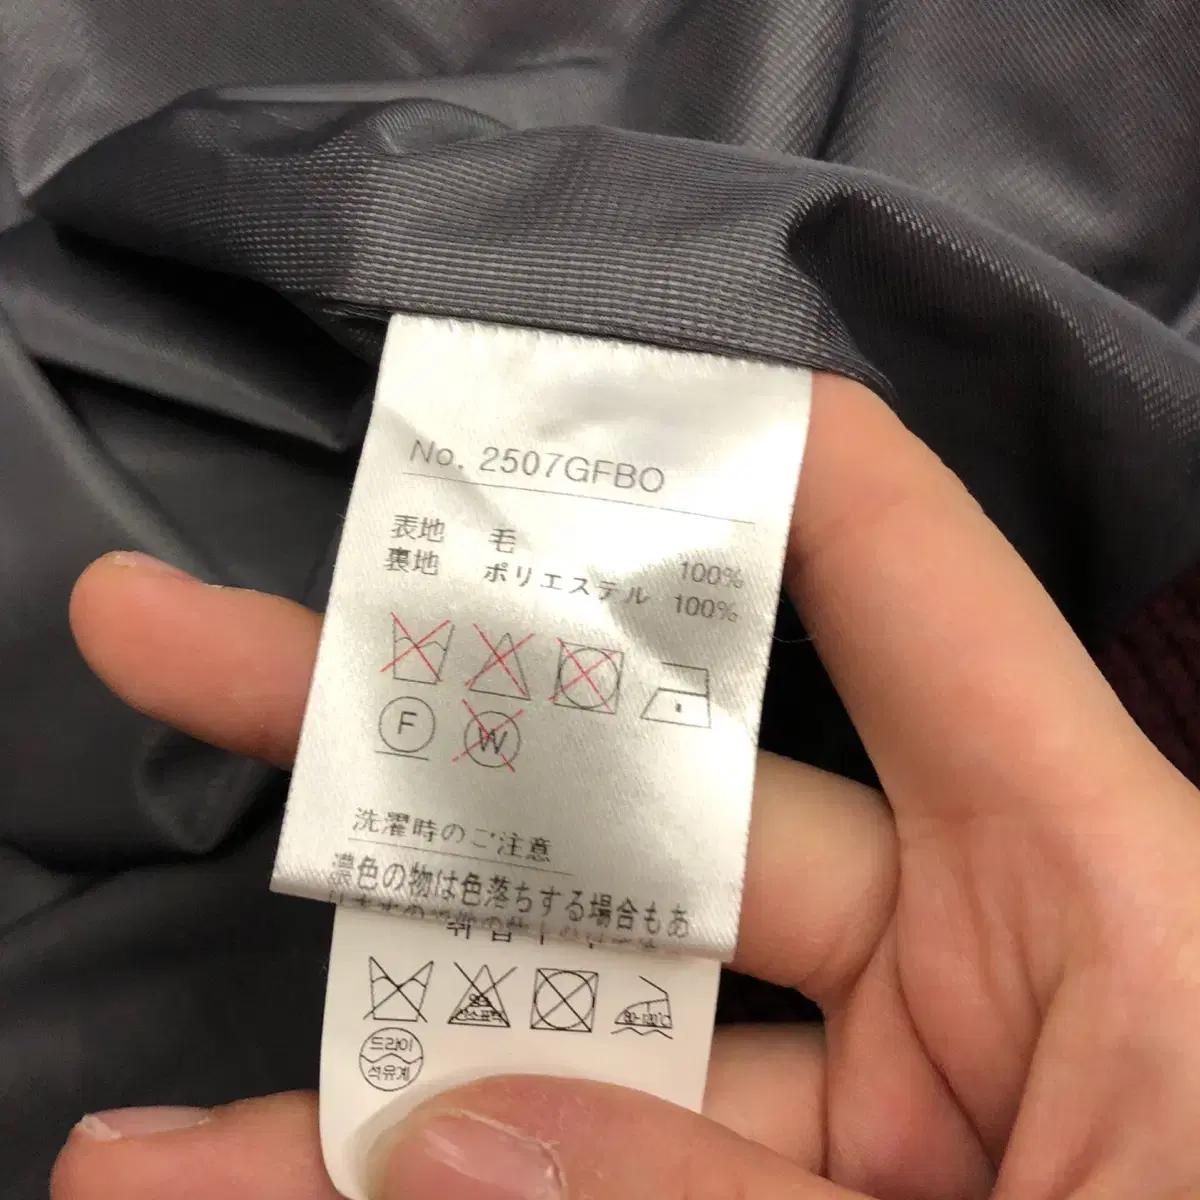 No. 2507GFBO
表地 毛 100%
裏地 ポリエステル 100%
F
W
洗濯時のご注意
濃色の物は色落ちする場合もあ
80-120℃
드라이
석유계